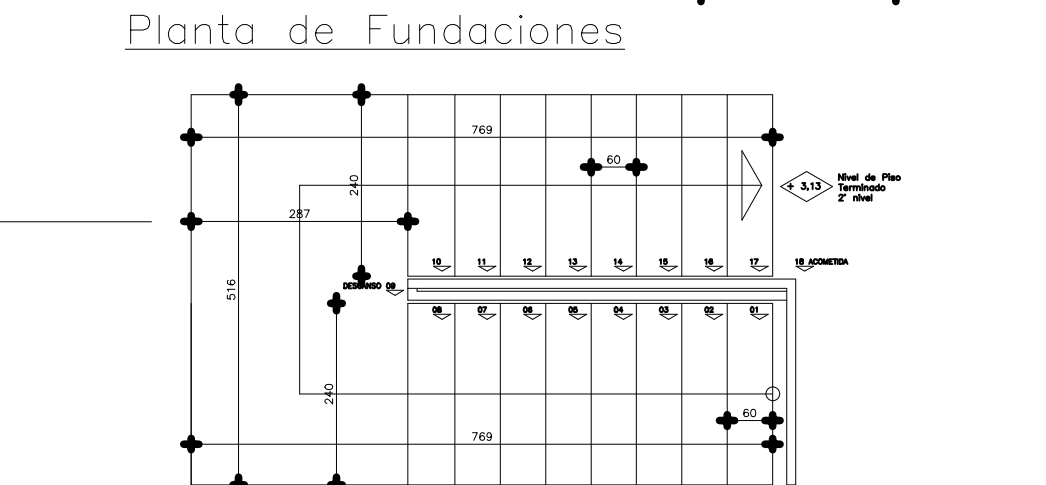 Planta de Fundaciones
769
60
240
+ 3,13
Nivel de Piso
Terminado
2° nivel
287
10 11 12 13 14 15 16 17 18 ACOMETIDA
516
DESCANSO 09
08 07 06 05 04 03 02 01
240
60
769